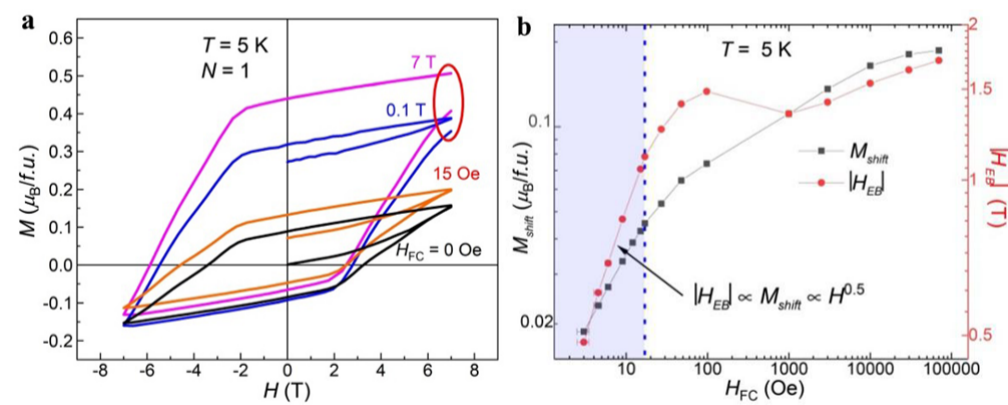 a
T = 5 K
N = 1
7 T
0.1 T
15 Oe
H_FC = 0 Oe
0.6
0.5
0.4
0.3
0.2
0.1
0.0
-0.1
-0.2
M (μ_B/f.u.)
-8 -6 -4 -2 0 2 4 6 8
H (T)
b
T = 5 K
M_shift
|H_EB|
|H_EB| ∝ M_shift ∝ H^0.5
0.1
0.02
M_shift (μ_B/f.u.)
2
1.5
1
0.5
|H_EB| (T)
10 100 1000 10000 100000
H_FC (Oe)